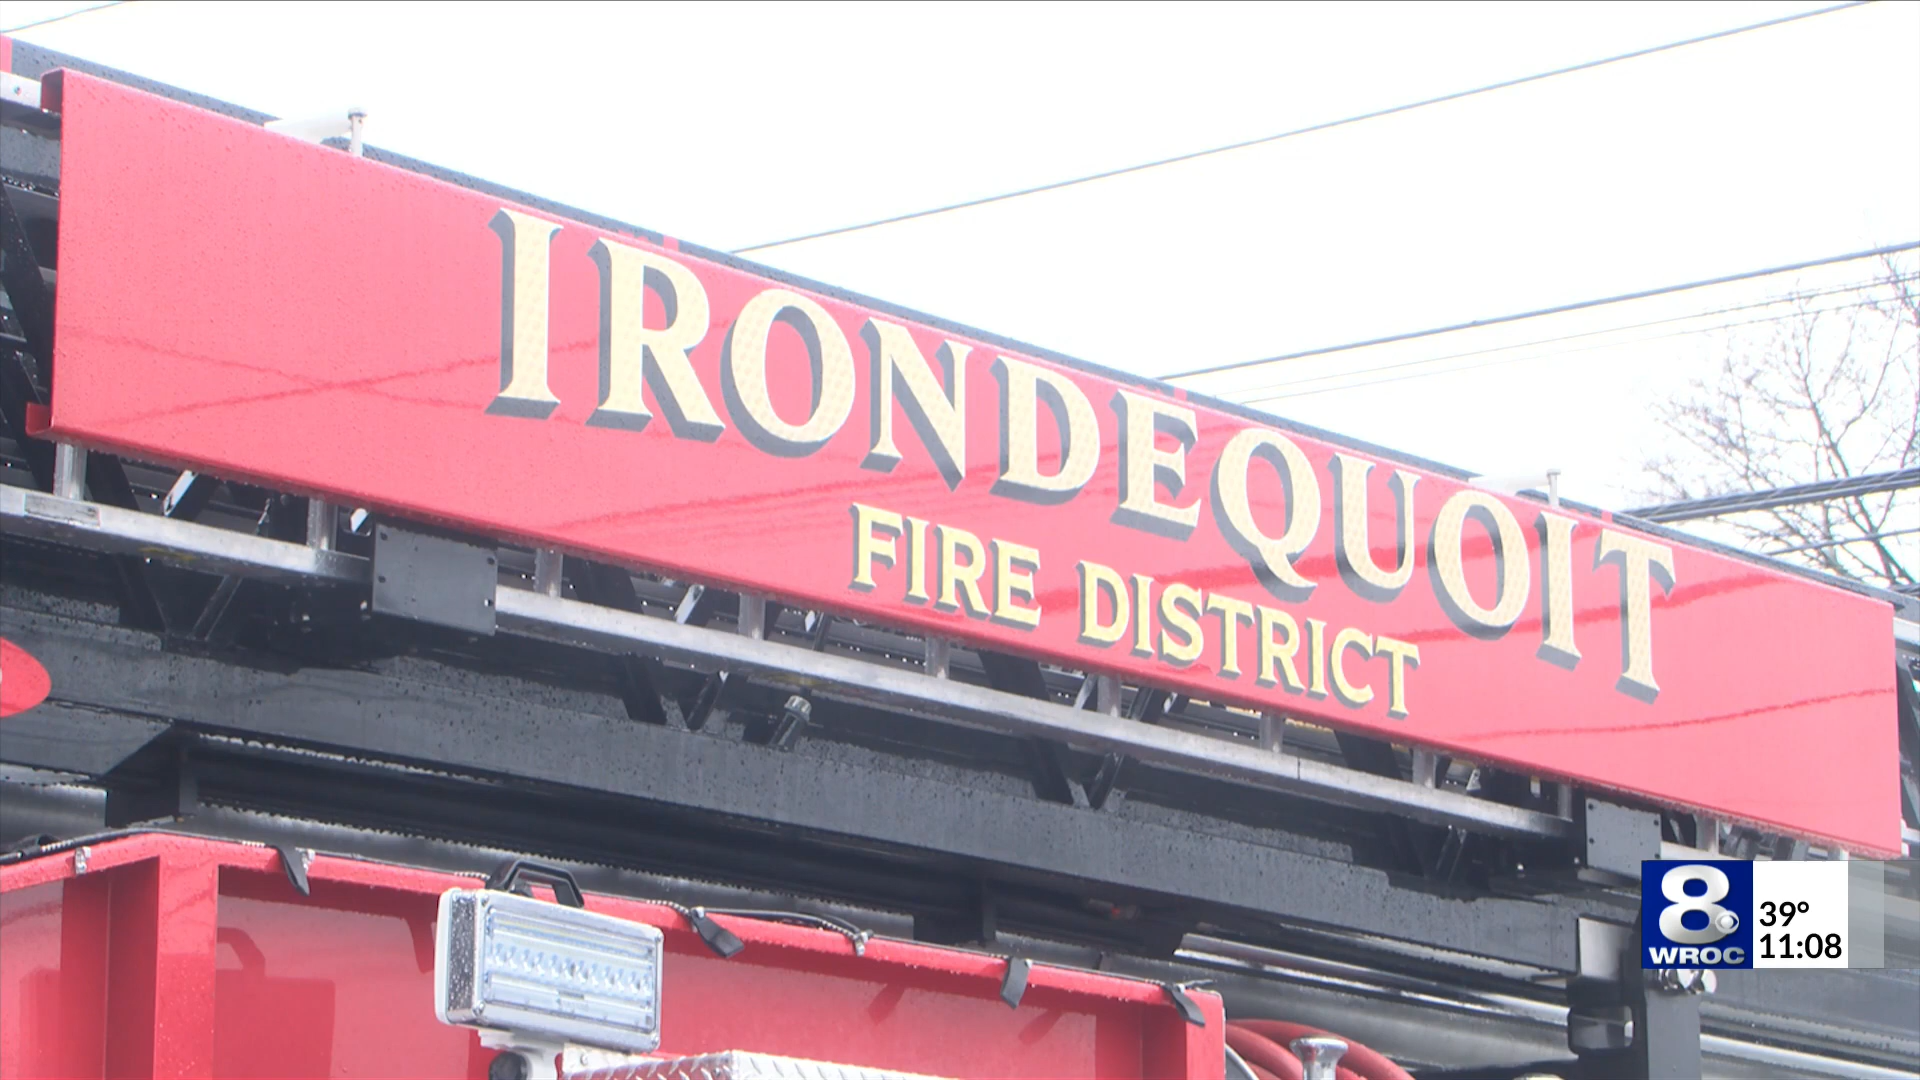 IRONDEQUOIT
FIRE DISTRICT
8
WROC
39°
11:08